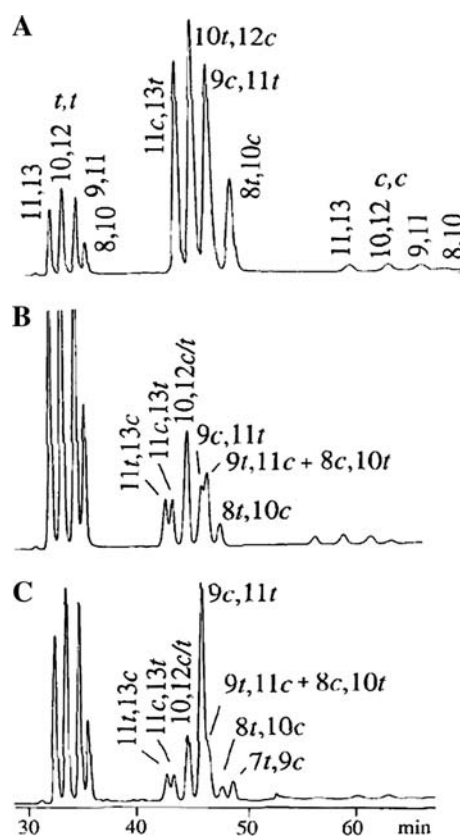 A
t,t
11,13
10,12
9,11
8,10
11c,13t
10t,12c
9c,11t
8t,10c
c,c
11,13
10,12
9,11
8,10
B
11t,13c
11c,13t
10,12c/t
9c,11t
9t,11c + 8c,10t
8t,10c
C
11t,13c
11c,13t
10,12c/t
9c,11t
9t,11c + 8c,10t
8t,10c
7t,9c
30 40 50 60 min